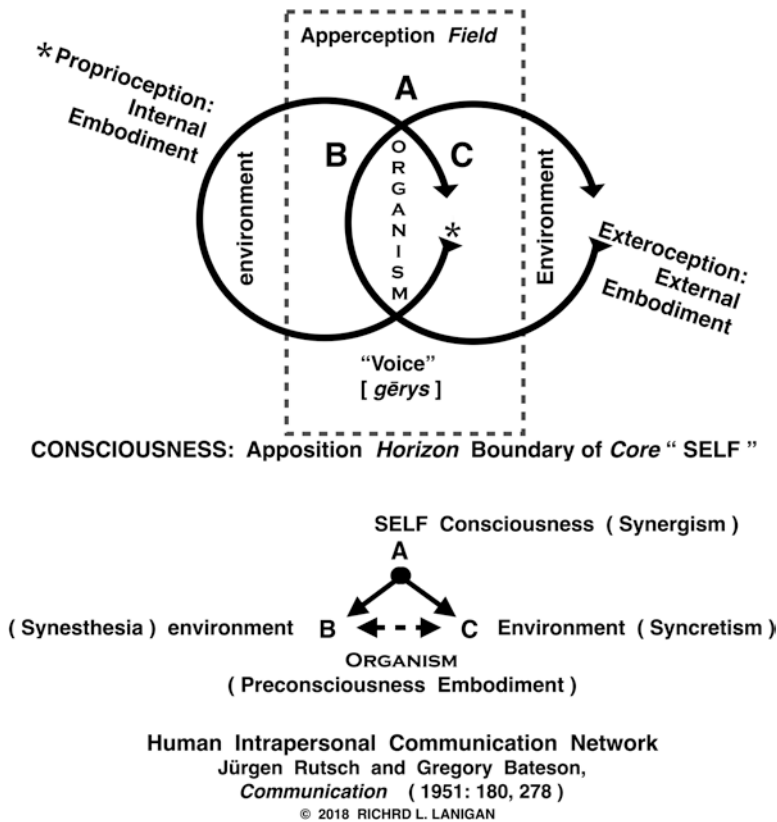 Apperception Field
* Proprioception:
Internal
Embodiment
A
B
C
environment
ORGANISM
*
Environment
Exteroception:
External
Embodiment
“Voice”
[ gērys ]
CONSCIOUSNESS: Apposition Horizon Boundary of Core “ SELF ”
SELF Consciousness ( Synergism )
A
( Synesthesia ) environment B C Environment ( Syncretism )
ORGANISM
( Preconsciousness Embodiment )
Human Intrapersonal Communication Network
Jürgen Rutsch and Gregory Bateson,
Communication ( 1951: 180, 278 )
© 2018 RICHRD L. LANIGAN